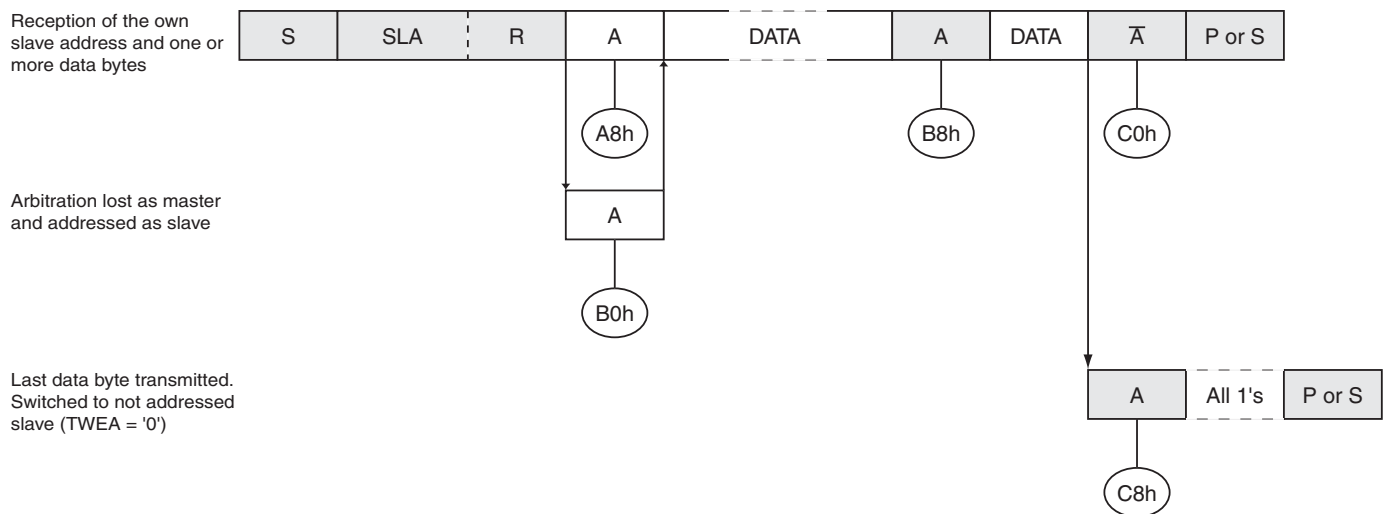 Reception of the own
slave address and one or
more data bytes
S SLA R A DATA A DATA A̅ P or S
A8h B8h C0h
Arbitration lost as master
and addressed as slave
A
B0h
Last data byte transmitted.
Switched to not addressed
slave (TWEA = '0')
A All 1's P or S
C8h